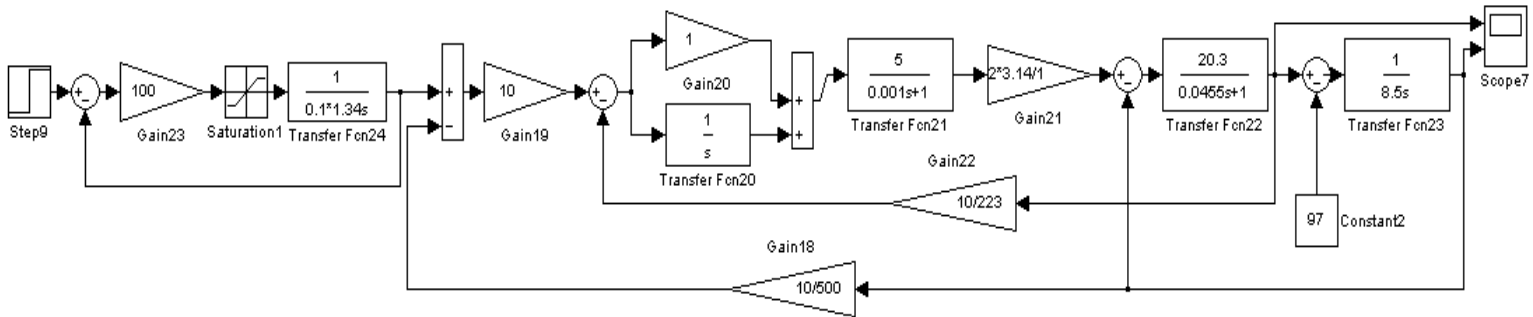 Step9
+
-
100
Gain23
Saturation1
1
0.1*1.34s
Transfer Fcn24
+
-
10
Gain19
+
-
1
Gain20
1
s
Transfer Fcn20
+
+
5
0.001s+1
Transfer Fcn21
2*3.14/1
Gain21
+
-
20.3
0.0455s+1
Transfer Fcn22
+
-
1
8.5s
Transfer Fcn23
Scope7
Gain22
10/223
97
Constant2
Gain18
10/500